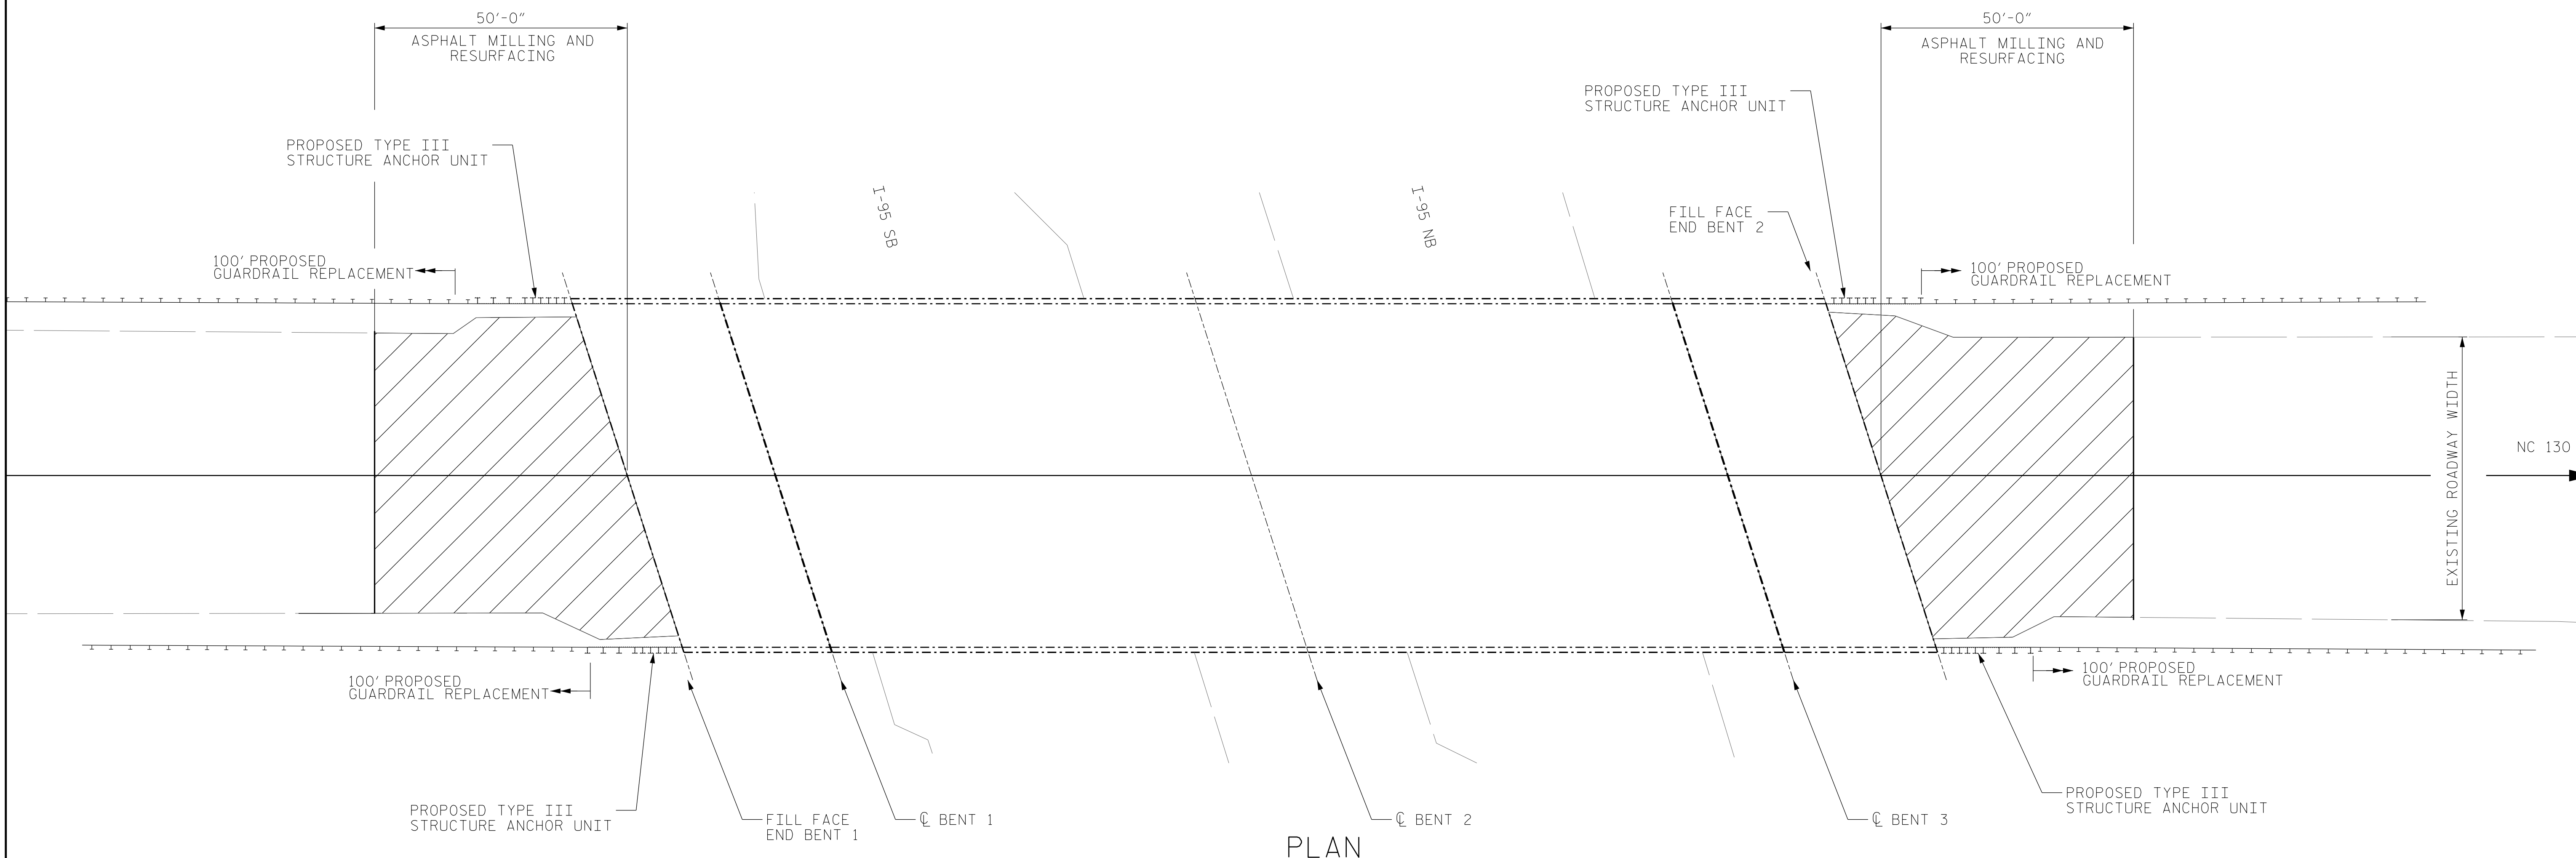 50'-0"
ASPHALT MILLING AND
RESURFACING
50'-0"
ASPHALT MILLING AND
RESURFACING
PROPOSED TYPE III
STRUCTURE ANCHOR UNIT
PROPOSED TYPE III
STRUCTURE ANCHOR UNIT
I-95 SB
I-95 NB
FILL FACE
END BENT 2
100' PROPOSED
GUARDRAIL REPLACEMENT
100' PROPOSED
GUARDRAIL REPLACEMENT
EXISTING ROADWAY WIDTH
NC 130
100' PROPOSED
GUARDRAIL REPLACEMENT
100' PROPOSED
GUARDRAIL REPLACEMENT
PROPOSED TYPE III
STRUCTURE ANCHOR UNIT
FILL FACE
END BENT 1
℄ BENT 1
℄ BENT 2
℄ BENT 3
PROPOSED TYPE III
STRUCTURE ANCHOR UNIT
PLAN